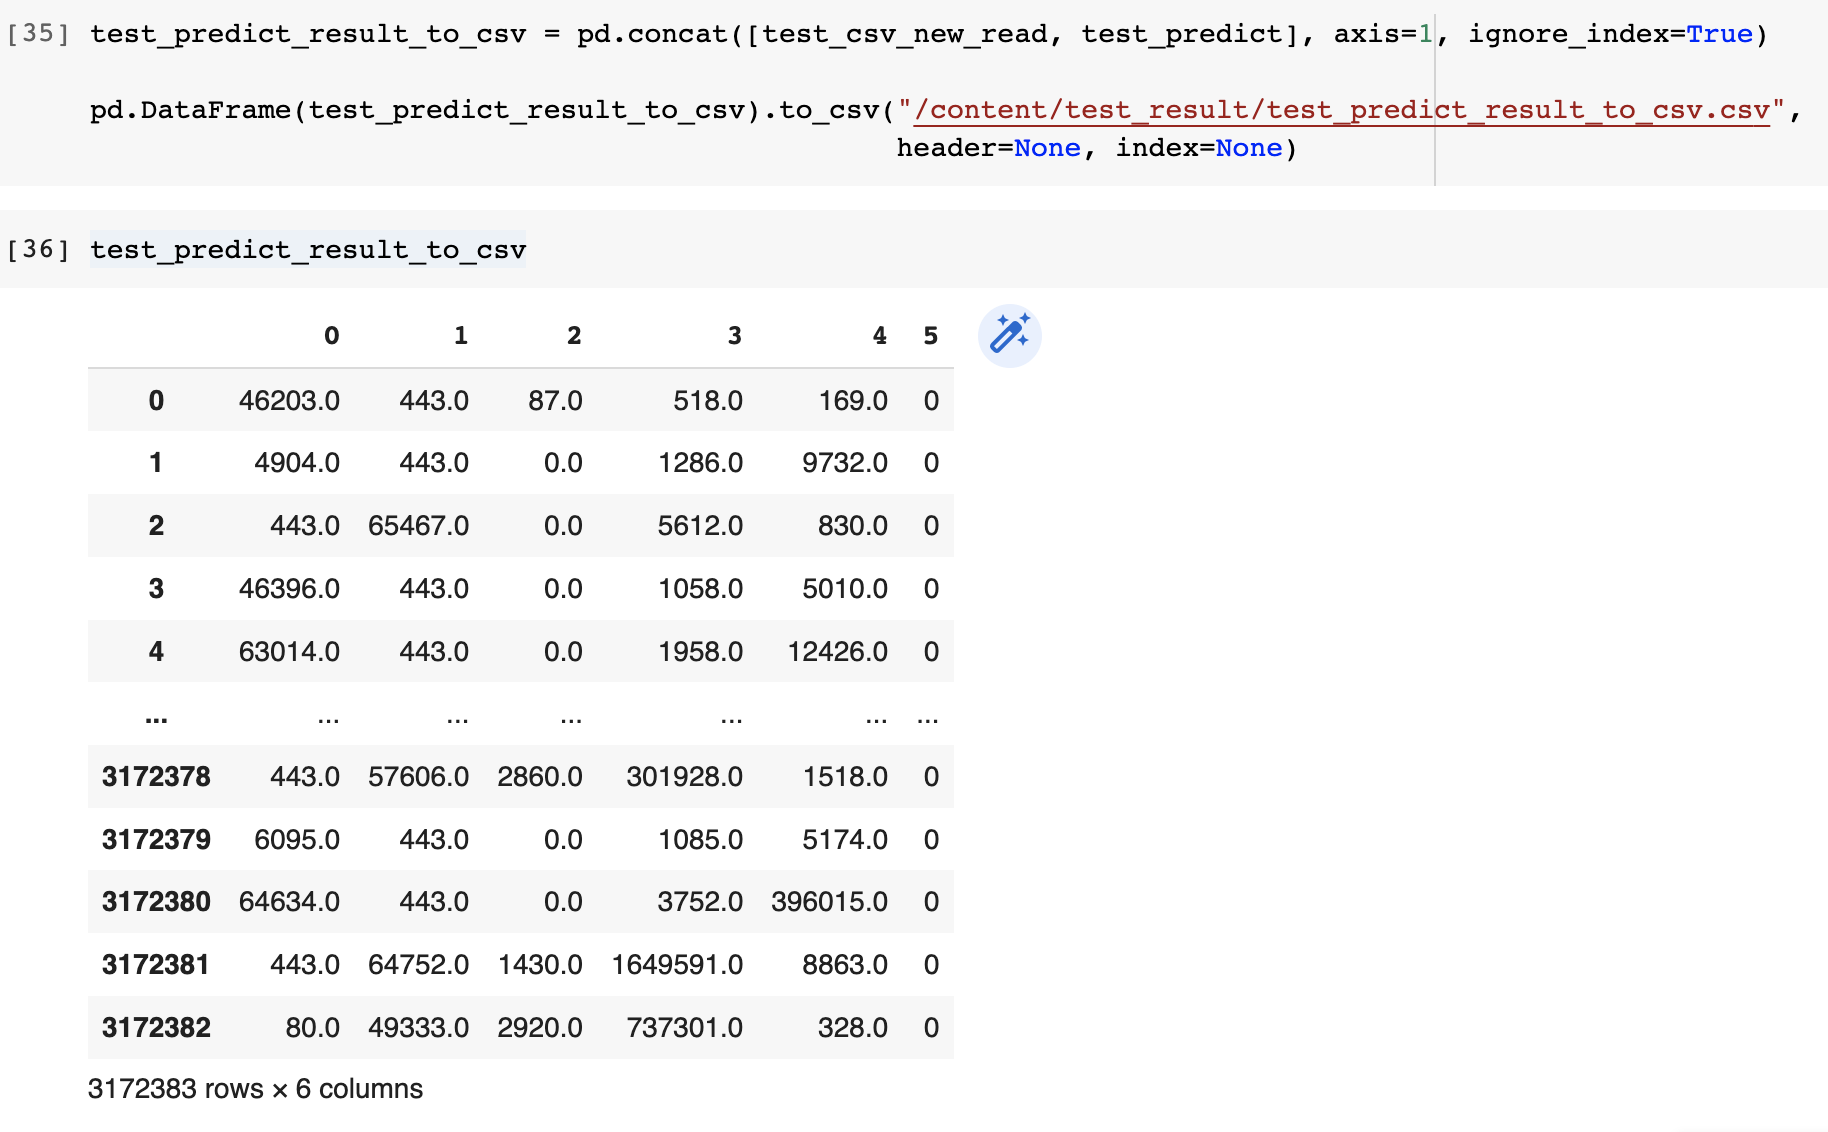 [35] test_predict_result_to_csv = pd.concat([test_csv_new_read, test_predict], axis=1, ignore_index=True)
pd.DataFrame(test_predict_result_to_csv).to_csv("/content/test_result/test_predict_result_to_csv.csv",
header=None, index=None)
[36] test_predict_result_to_csv
0 1 2 3 4 5
0 46203.0 443.0 87.0 518.0 169.0 0
1 4904.0 443.0 0.0 1286.0 9732.0 0
2 443.0 65467.0 0.0 5612.0 830.0 0
3 46396.0 443.0 0.0 1058.0 5010.0 0
4 63014.0 443.0 0.0 1958.0 12426.0 0
... ... ... ... ... ... ...
3172378 443.0 57606.0 2860.0 301928.0 1518.0 0
3172379 6095.0 443.0 0.0 1085.0 5174.0 0
3172380 64634.0 443.0 0.0 3752.0 396015.0 0
3172381 443.0 64752.0 1430.0 1649591.0 8863.0 0
3172382 80.0 49333.0 2920.0 737301.0 328.0 0
3172383 rows × 6 columns